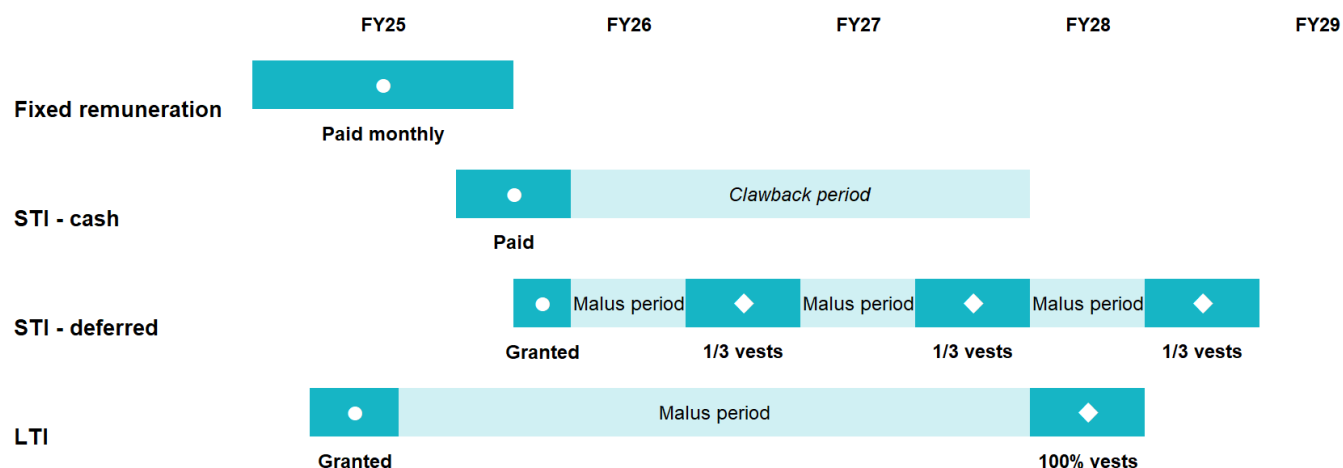 FY25 FY26 FY27 FY28 FY29
Fixed remuneration
Paid monthly
STI - cash
Clawback period
Paid
STI - deferred
Malus period Malus period Malus period
Granted 1/3 vests 1/3 vests 1/3 vests
LTI
Malus period
Granted 100% vests